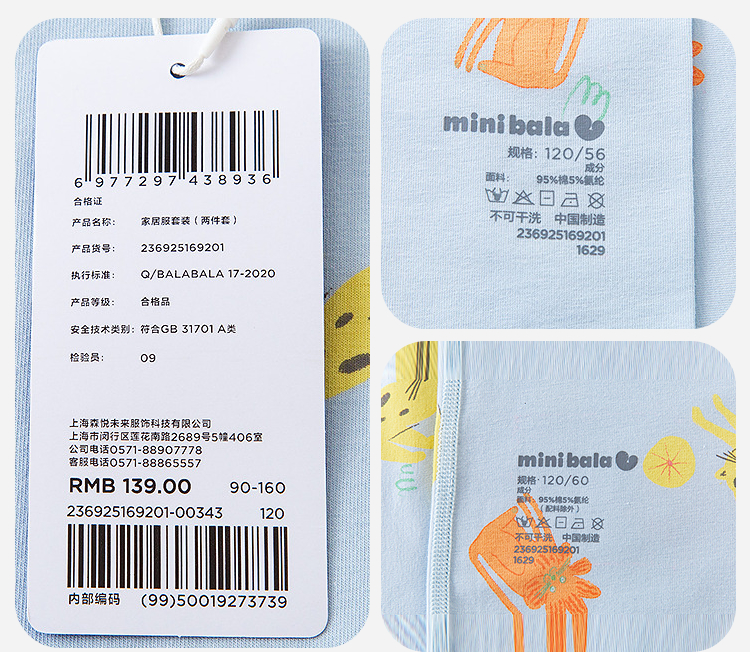 6 977297 438936
合格证
产品名称： 家居服套装（两件套）
产品货号： 236925169201
执行标准： Q/BALABALA 17-2020
产品等级： 合格品
安全技术类别：符合GB 31701 A类
检验员： 09
上海森悦未来服饰科技有限公司
上海市闵行区莲花南路2689号5幢406室
公司电话0571-88907778
客服电话0571-88865557
RMB 139.00 90-160
236925169201-00343 120
内部编码 (99)50019273739
minibala
规格：120/56
成分
面料： 95%棉5%氨纶
不可干洗 中国制造
236925169201
1629
minibala
规格：120/60
成分
面料：95%棉5%氨纶
（配料除外）
不可干洗 中国制造
236925169201
1629